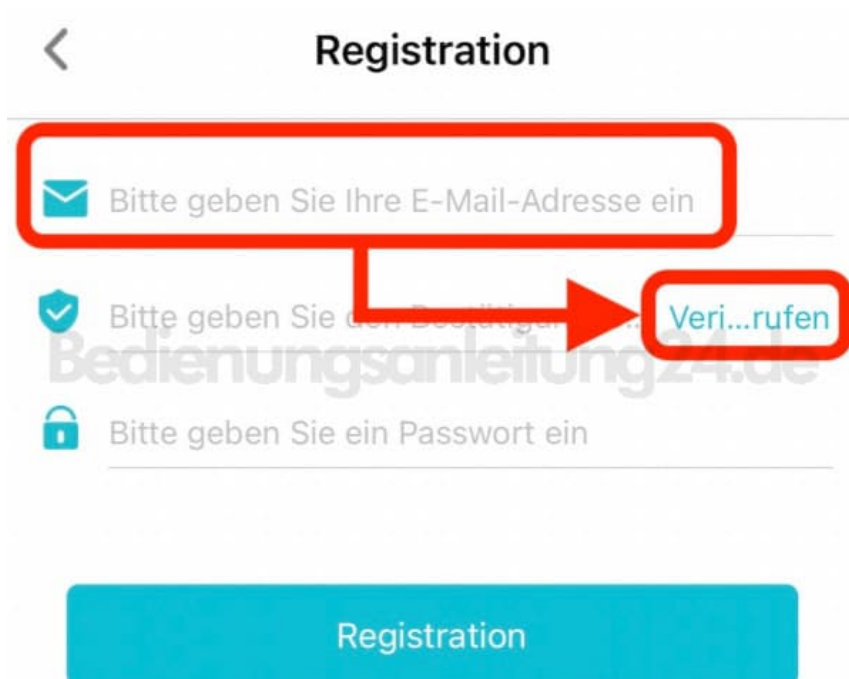 Registration
Bitte geben Sie Ihre E-Mail-Adresse ein
Bitte geben Sie den ... Veri...rufen
Bedienungsanleitung24.de
Bitte geben Sie ein Passwort ein
Registration